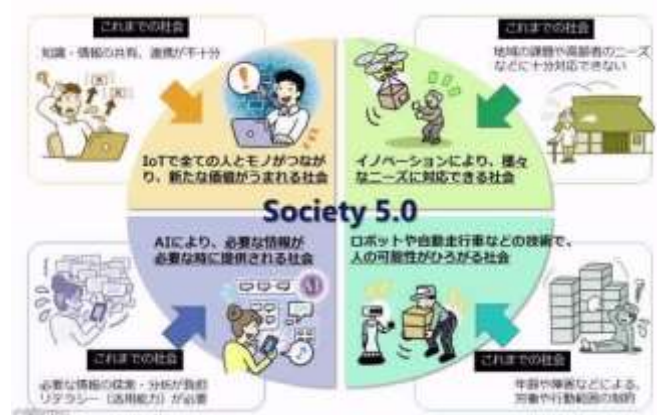 これまでの社会
知識・情報の共有、連携が不十分
IoTで全ての人とモノがつなが
り、新たな価値がうまれる社会
これまでの社会
地域の課題や高齢者のニーズ
などに十分対応できない
イノベーションにより、様々
なニーズに対応できる社会
Society 5.0
AIにより、必要な情報が
必要な時に提供される社会
AI
これまでの社会
必要な情報の探索・分析が負担
リテラシー（活用能力）が必要
ロボットや自動走行車などの技術で、
人の可能性がひろがる社会
これまでの社会
年齢や障害などによる、
労働や行動範囲の制約